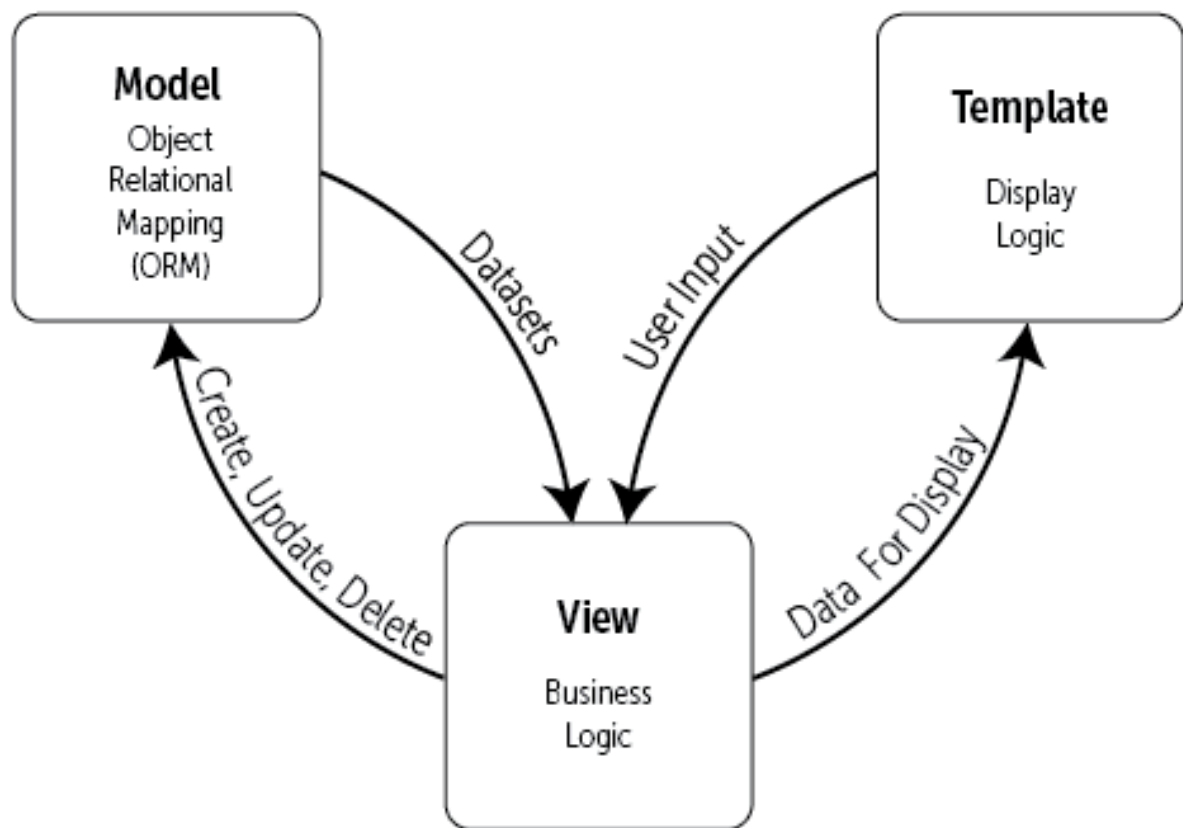 Model
Object
Relational
Mapping
(ORM)
Template
Display
Logic
Datasets
User Input
Create, Update, Delete
Data For Display
View
Business
Logic